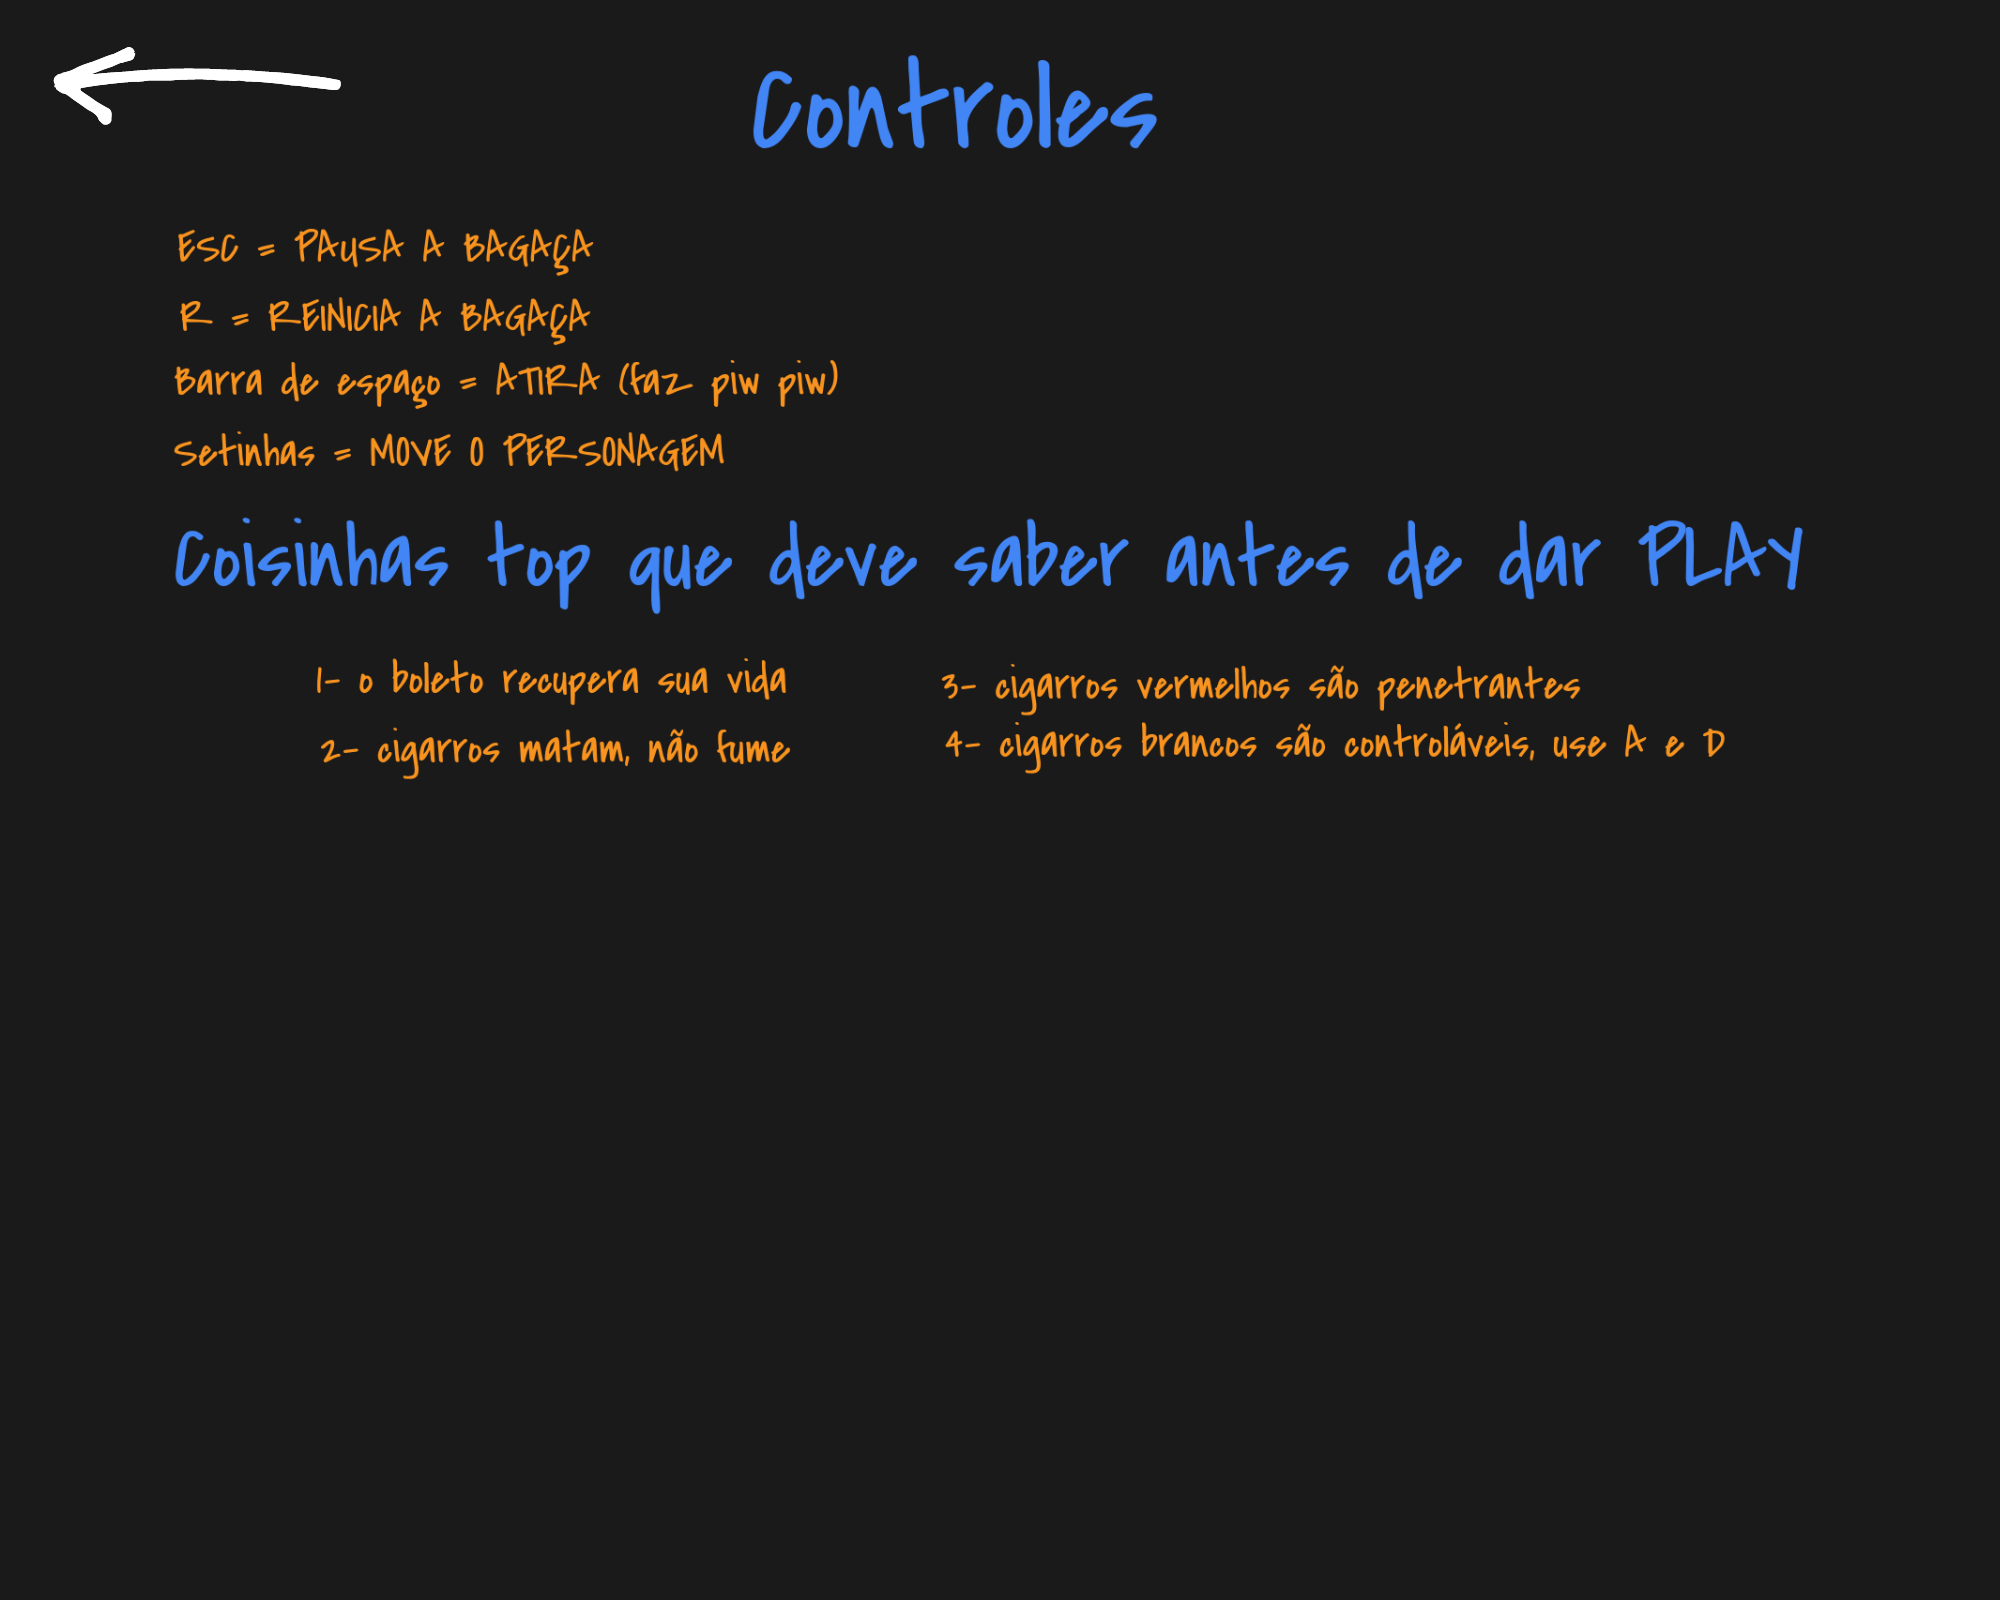 Controles
ESC = PAUSA A BAGAÇA
R = REINICIA A BAGAÇA
Barra de espaço = ATIRA (faz piw piw)
Setinhas = MOVE O PERSONAGEM
Coisinhas top que deve saber antes de dar PLAY
1- o boleto recupera sua vida
2- cigarros matam, não fume
3- cigarros vermelhos são penetrantes
4- cigarros brancos são controláveis, use A e D